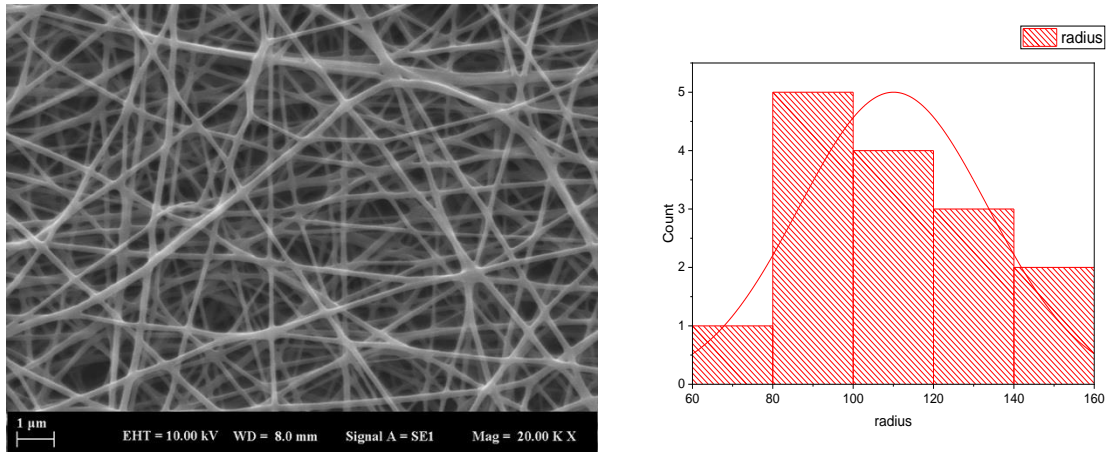 1 µm
EHT = 10.00 kV WD = 8.0 mm Signal A = SE1 Mag = 20.00 K X
radius
5
4
3
2
1
0
Count
60 80 100 120 140 160
radius